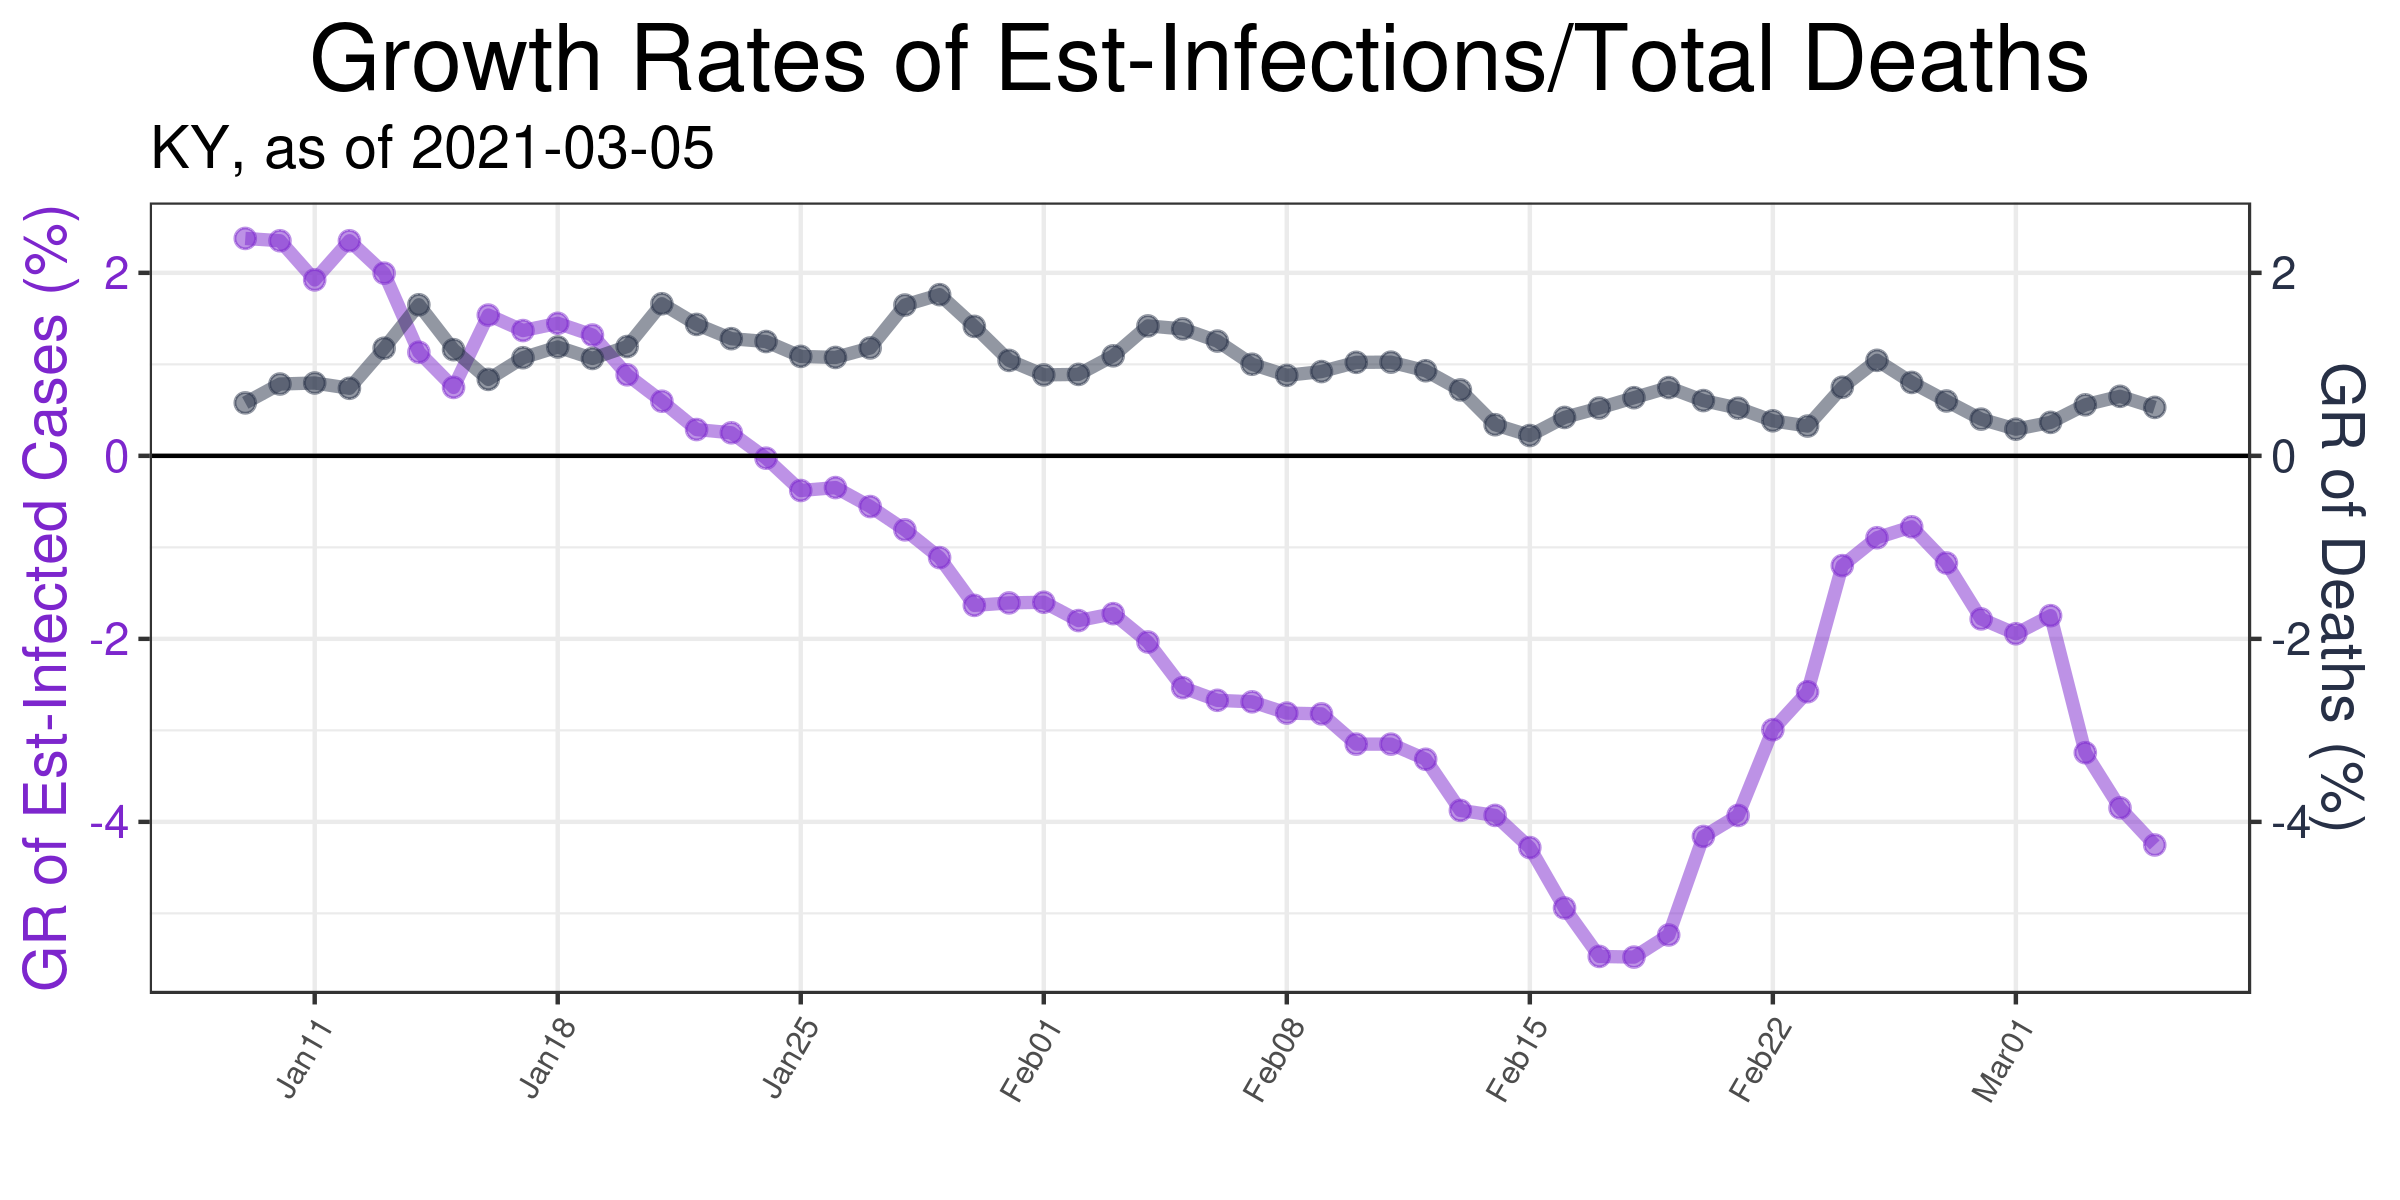 Growth Rates of Est-Infections/Total Deaths
KY, as of 2021-03-05
GR of Est-Infected Cases (%)
2
0
-2
-4
2
0
-2
-4
GR of Deaths (%)
Jan11
Jan18
Jan25
Feb01
Feb08
Feb15
Feb22
Mar01